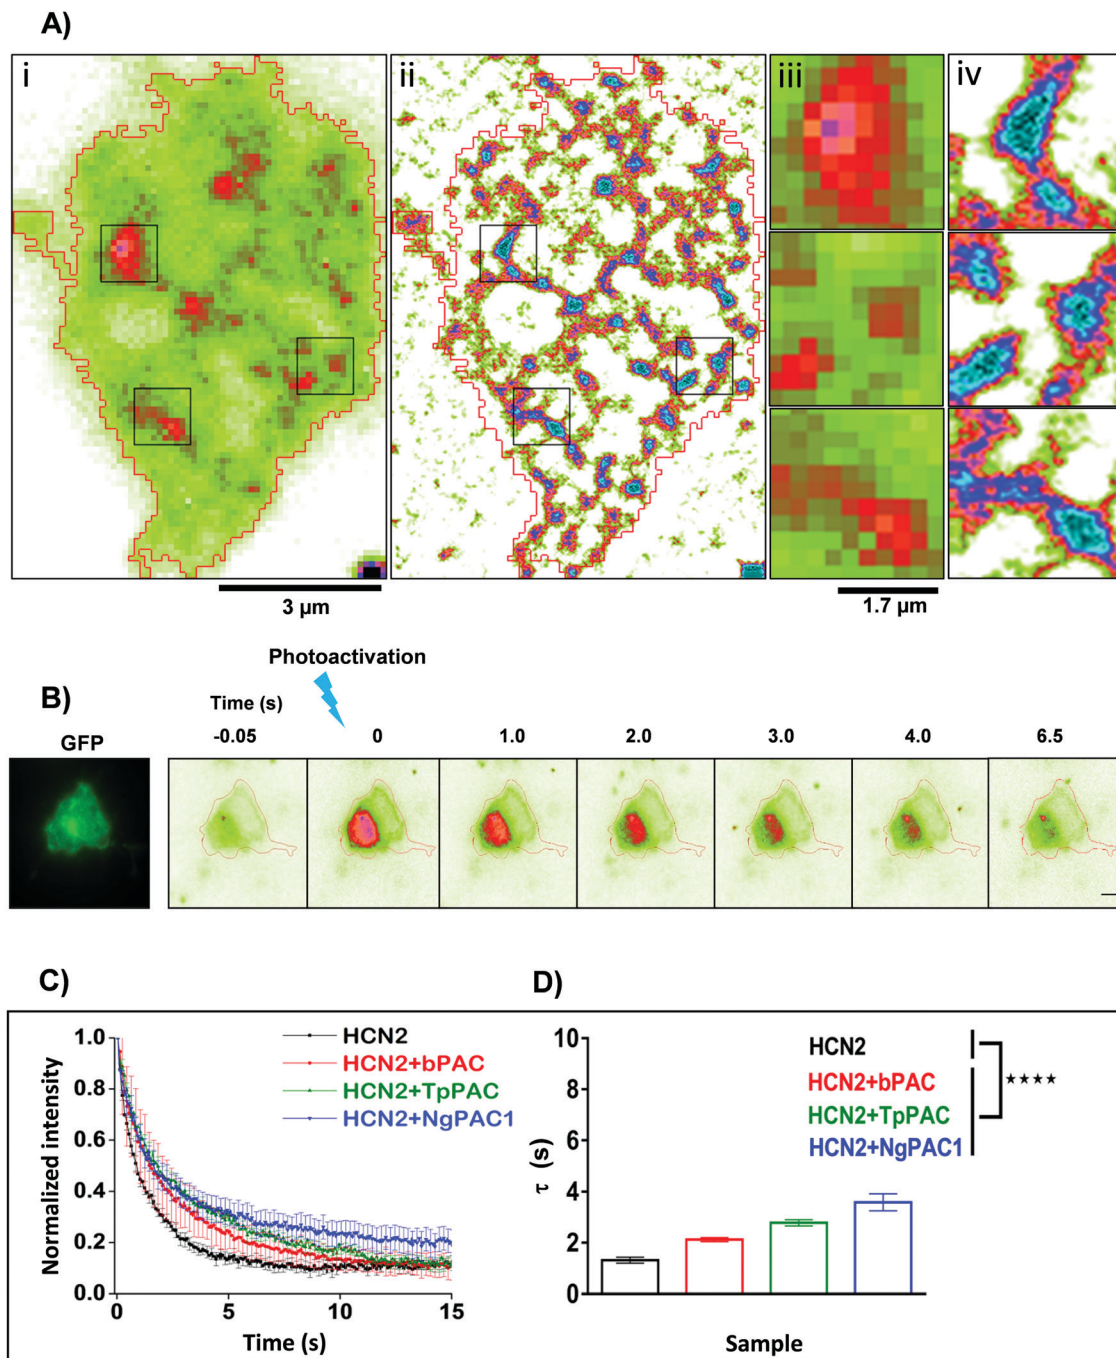 A)
i
ii
iii
iv
3 µm
1.7 µm
Photoactivation
B)
Time (s)
GFP
-0.05
0
1.0
2.0
3.0
4.0
6.5
C)
D)
HCN2
HCN2+bPAC
HCN2+TpPAC
HCN2+NgPAC1
Normalized intensity
1.0
0.8
0.6
0.4
0.2
0.0
0
5
10
15
Time (s)
HCN2
HCN2+bPAC
HCN2+TpPAC
HCN2+NgPAC1
★★★★
τ (s)
10
8
6
4
2
0
Sample